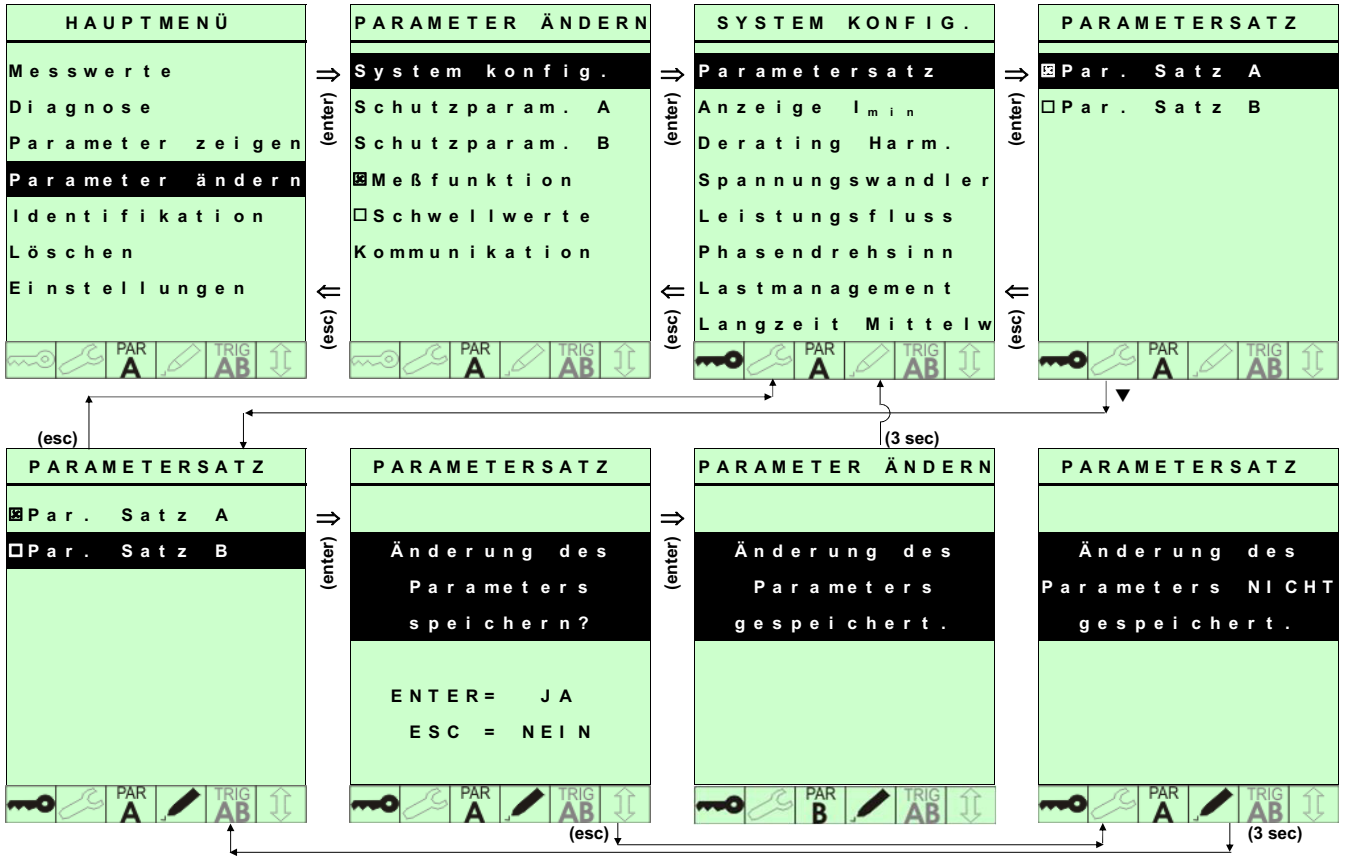 HAUPTMENÜ
Messwerte
Diagnose
Parameter zeigen
Parameter ändern
Identifikation
Löschen
Einstellungen
PAR
A
TRIG
AB
(enter)
(esc)
PARAMETER ÄNDERN
System konfig.
Schutzparam. A
Schutzparam. B
Meßfunktion
Schwellwerte
Kommunikation
PAR
A
TRIG
AB
(enter)
(esc)
SYSTEM KONFIG.
Parametersatz
Anzeige Imin
Derating Harm.
Spannungswandler
Leistungsfluss
Phasendrehsinn
Lastmanagement
Langzeit Mittelw
PAR
A
TRIG
AB
(enter)
(esc)
PARAMETERSATZ
Par. Satz A
Par. Satz B
PAR
A
TRIG
AB
(esc)
PARAMETERSATZ
Par. Satz A
Par. Satz B
PAR
A
TRIG
AB
(enter)
PARAMETERSATZ
Änderung des
Parameters
speichern?
ENTER= JA
ESC = NEIN
PAR
A
TRIG
AB
(esc)
(enter)
(3 sec)
PARAMETER ÄNDERN
Änderung des
Parameters
gespeichert.
PAR
B
TRIG
AB
PARAMETERSATZ
Änderung des
Parameters NICHT
gespeichert.
PAR
A
TRIG
AB
(3 sec)